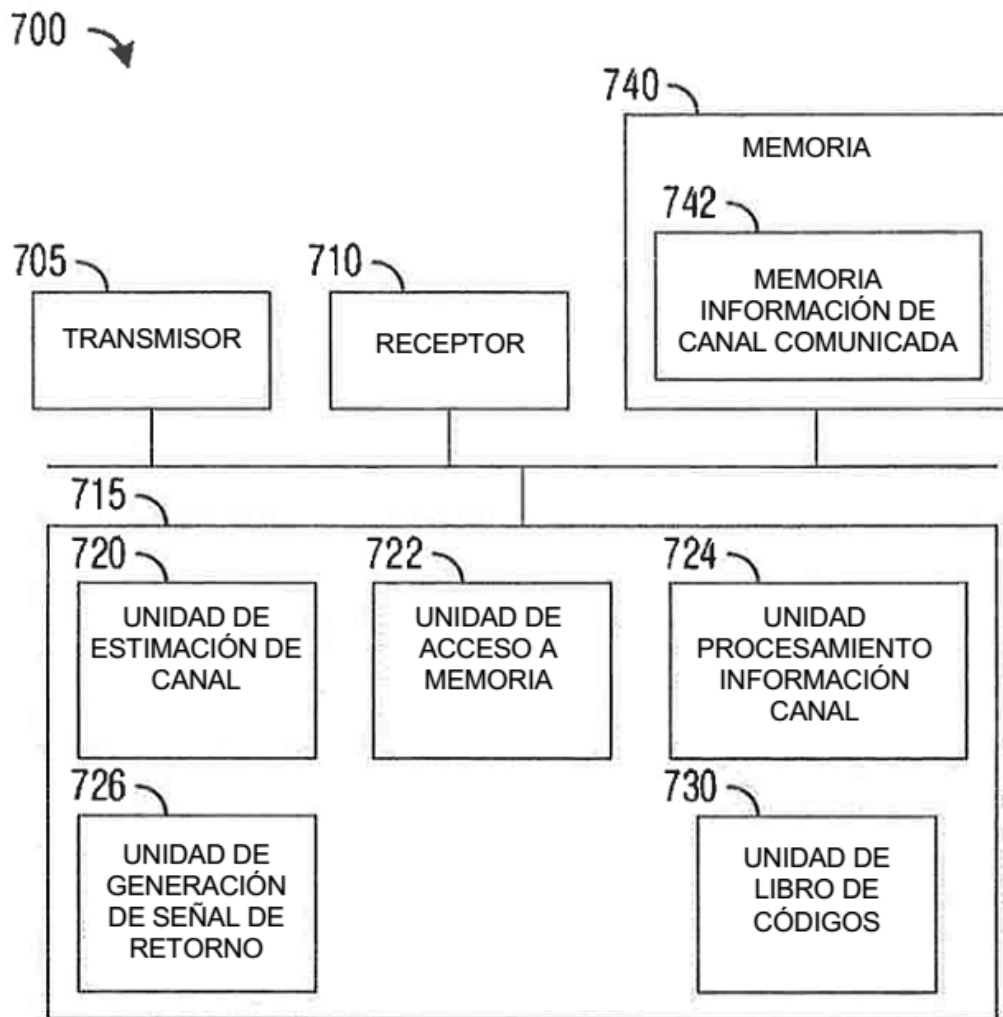 700
740
MEMORIA
742
MEMORIA
INFORMACIÓN DE
CANAL COMUNICADA
705
TRANSMISOR
710
RECEPTOR
715
720
UNIDAD DE
ESTIMACIÓN DE
CANAL
722
UNIDAD DE
ACCESO A
MEMORIA
724
UNIDAD
PROCESAMIENTO
INFORMACIÓN
CANAL
726
UNIDAD DE
GENERACIÓN
DE SEÑAL DE
RETORNO
730
UNIDAD DE
LIBRO DE
CÓDIGOS